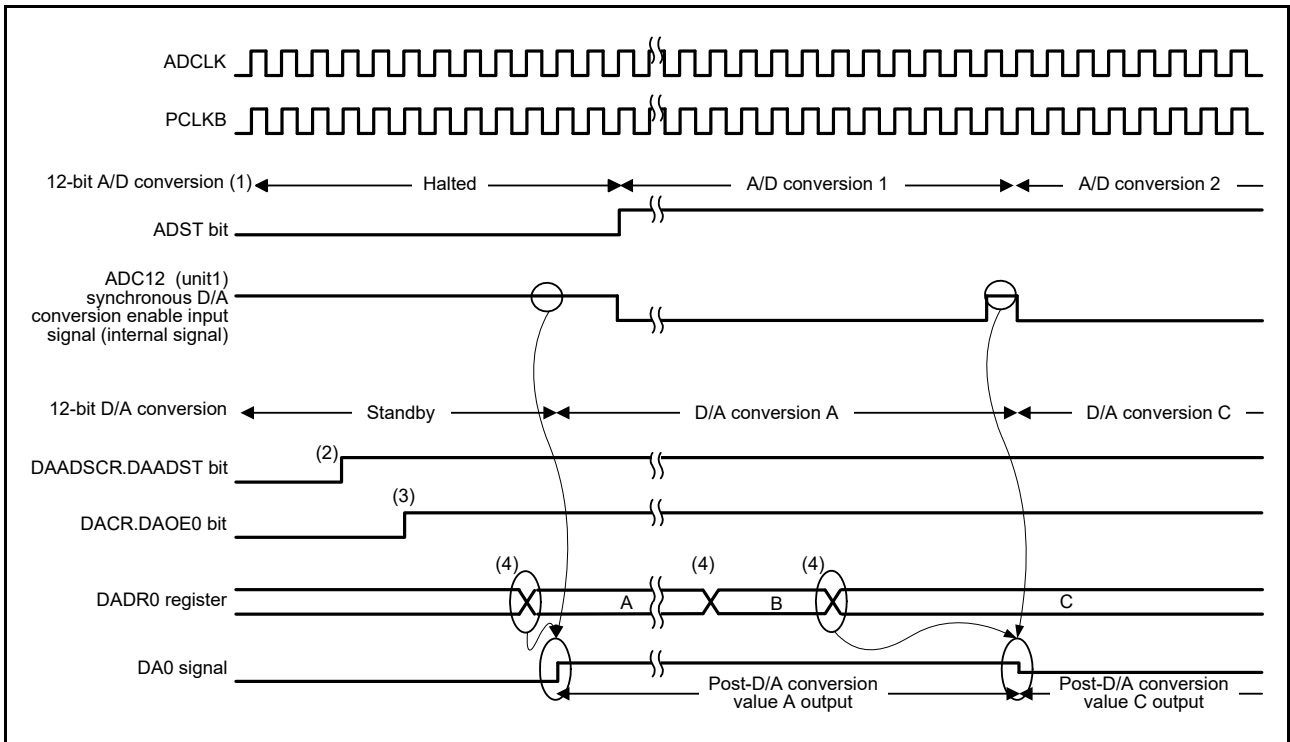 ADCLK
PCLKB
12-bit A/D conversion (1)
Halted
A/D conversion 1
A/D conversion 2
ADST bit
ADC12 (unit1)
synchronous D/A
conversion enable input
signal (internal signal)
12-bit D/A conversion
Standby
D/A conversion A
D/A conversion C
(2)
DAADSCR.DAADST bit
(3)
DACR.DAOE0 bit
(4)
(4)
(4)
DADR0 register
A
B
C
DA0 signal
Post-D/A conversion
value A output
Post-D/A conversion
value C output